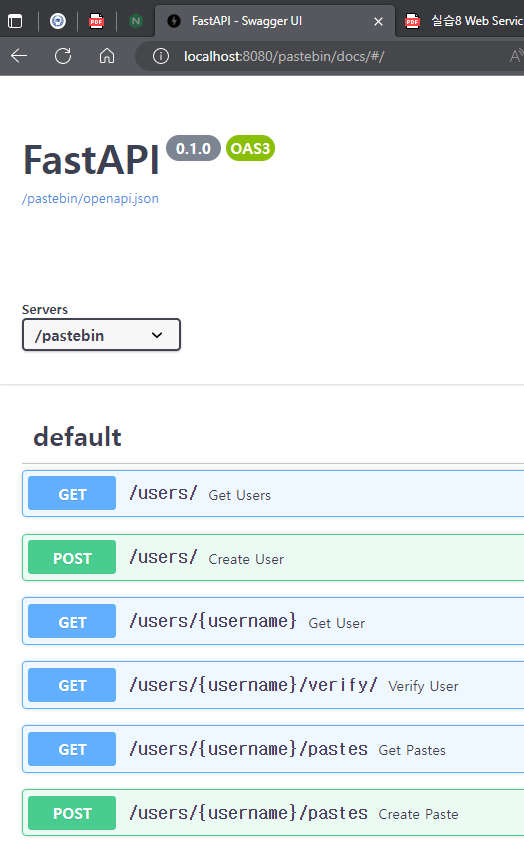 PDF
N
FastAPI - Swagger UI
PDF
실습8 Web Servic
localhost:8080/pastebin/docs/#/
A
FastAPI 0.1.0 OAS3
/pastebin/openapi.json
Servers
/pastebin
default
GET /users/ Get Users
POST /users/ Create User
GET /users/{username} Get User
GET /users/{username}/verify/ Verify User
GET /users/{username}/pastes Get Pastes
POST /users/{username}/pastes Create Paste